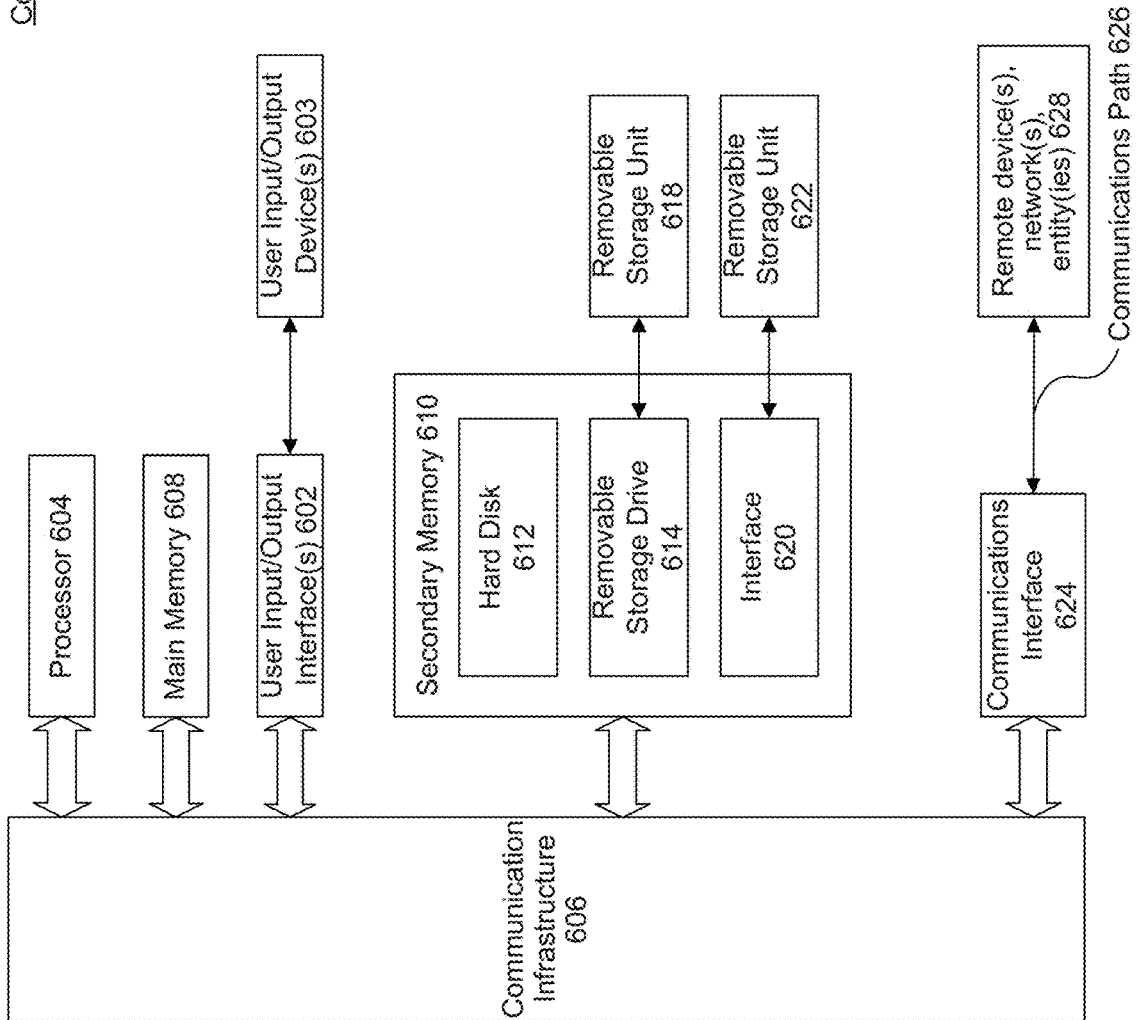 Processor 604
Main Memory 608
User Input/Output
Interface(s) 602
User Input/Output
Device(s) 603
Communication
Infrastructure
606
Secondary Memory 610
Hard Disk
612
Removable
Storage Drive
614
Removable
Storage Unit
618
Interface
620
Removable
Storage Unit
622
Communications
Interface
624
Remote device(s),
network(s),
entity(ies) 628
Communications Path 626